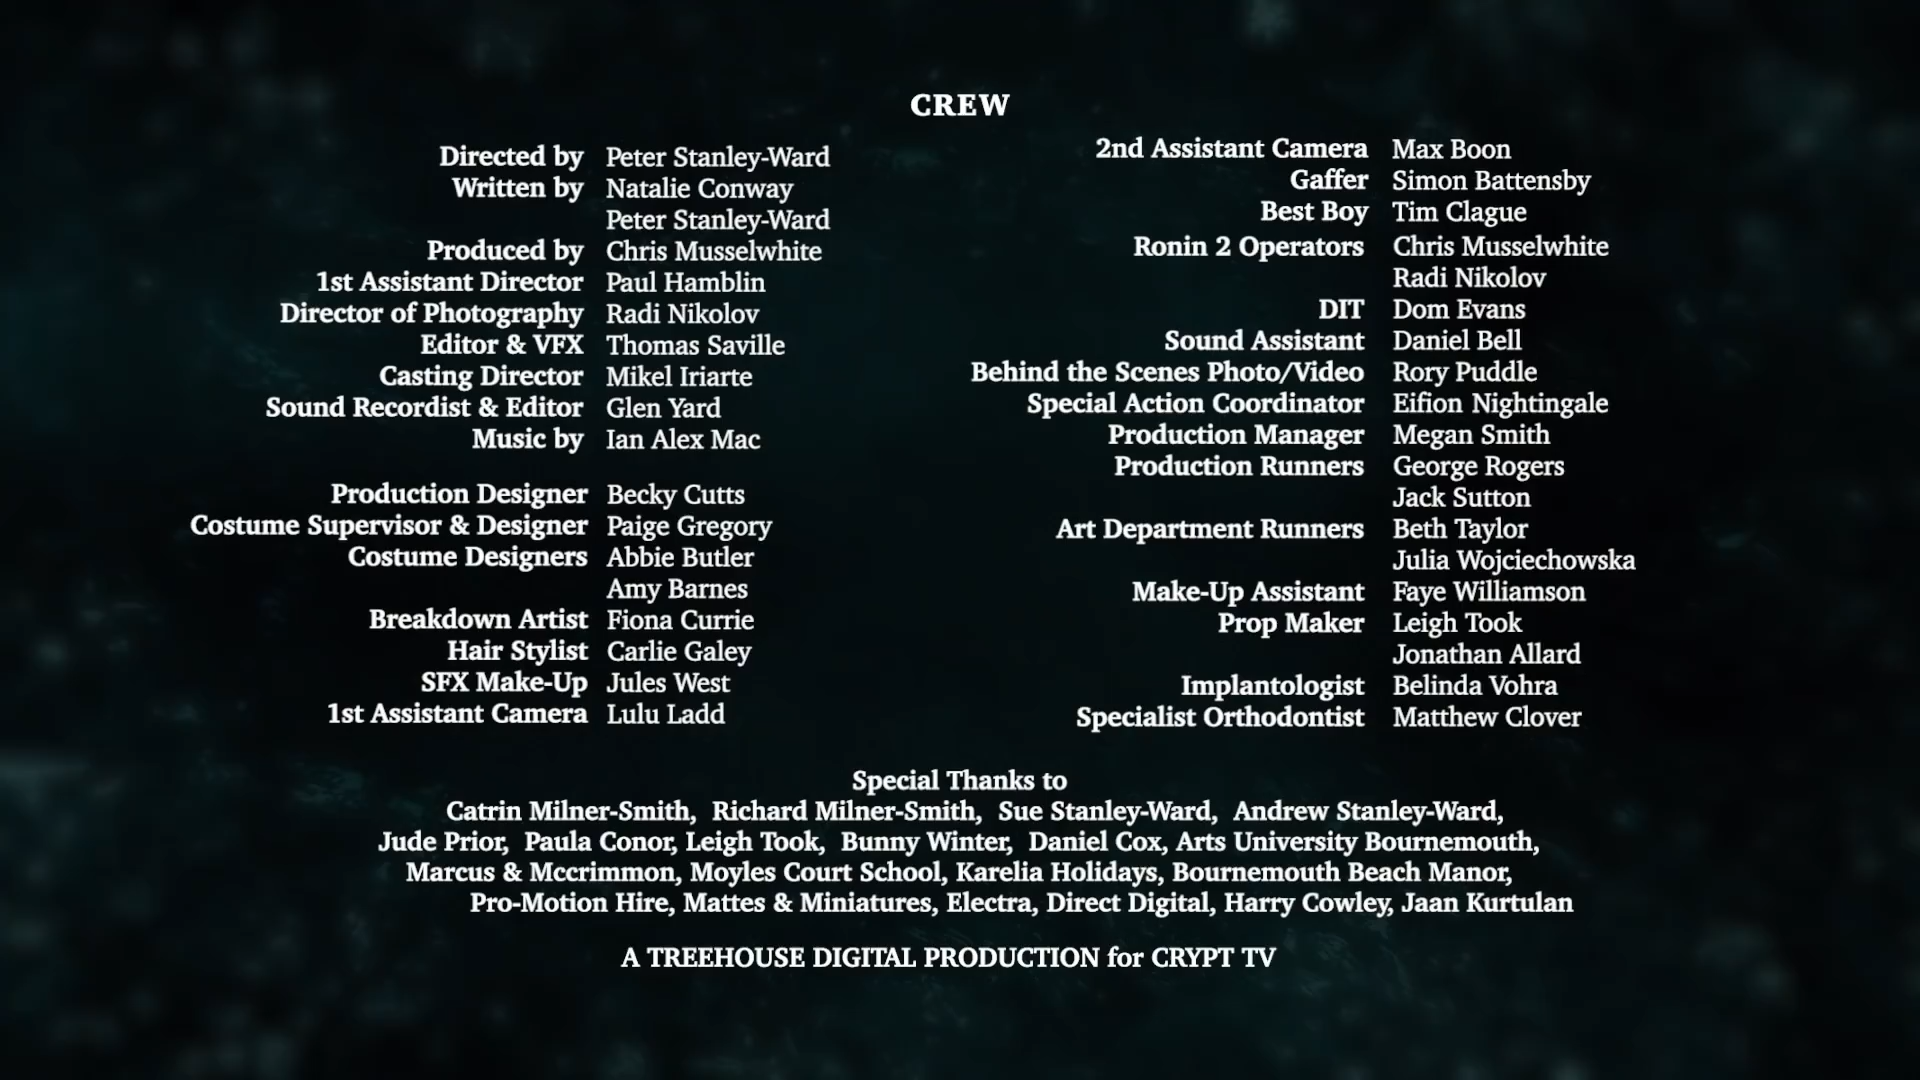 CREW
Directed by Peter Stanley-Ward
Written by Natalie Conway
Peter Stanley-Ward
Produced by Chris Musselwhite
1st Assistant Director Paul Hamblin
Director of Photography Radi Nikolov
Editor & VFX Thomas Saville
Casting Director Mikel Iriarte
Sound Recordist & Editor Glen Yard
Music by Ian Alex Mac
Production Designer Becky Cutts
Costume Supervisor & Designer Paige Gregory
Costume Designers Abbie Butler
Amy Barnes
Breakdown Artist Fiona Currie
Hair Stylist Carlie Galey
SFX Make-Up Jules West
1st Assistant Camera Lulu Ladd
2nd Assistant Camera Max Boon
Gaffer Simon Battensby
Best Boy Tim Clague
Ronin 2 Operators Chris Musselwhite
Radi Nikolov
DIT Dom Evans
Sound Assistant Daniel Bell
Behind the Scenes Photo/Video Rory Puddle
Special Action Coordinator Eifion Nightingale
Production Manager Megan Smith
Production Runners George Rogers
Jack Sutton
Art Department Runners Beth Taylor
Julia Wojciechowska
Make-Up Assistant Faye Williamson
Prop Maker Leigh Took
Jonathan Allard
Implantologist Belinda Vohra
Specialist Orthodontist Matthew Clover
Special Thanks to
Catrin Milner-Smith, Richard Milner-Smith, Sue Stanley-Ward, Andrew Stanley-Ward,
Jude Prior, Paula Conor, Leigh Took, Bunny Winter, Daniel Cox, Arts University Bournemouth,
Marcus & Mccrimmon, Moyles Court School, Karelia Holidays, Bournemouth Beach Manor,
Pro-Motion Hire, Mattes & Miniatures, Electra, Direct Digital, Harry Cowley, Jaan Kurtulan
A TREEHOUSE DIGITAL PRODUCTION for CRYPT TV